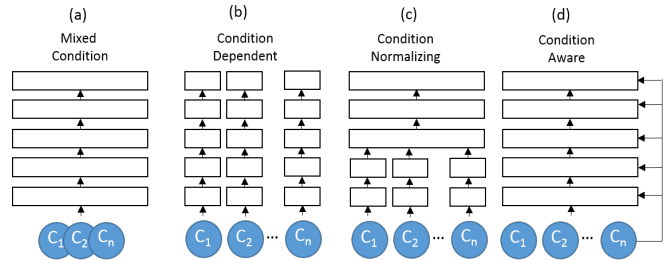 (a)
Mixed
Condition
C1 C2 Cn
(b)
Condition
Dependent
C1 C2 ... Cn
(c)
Condition
Normalizing
C1 C2 ... Cn
(d)
Condition
Aware
C1 C2 ... Cn